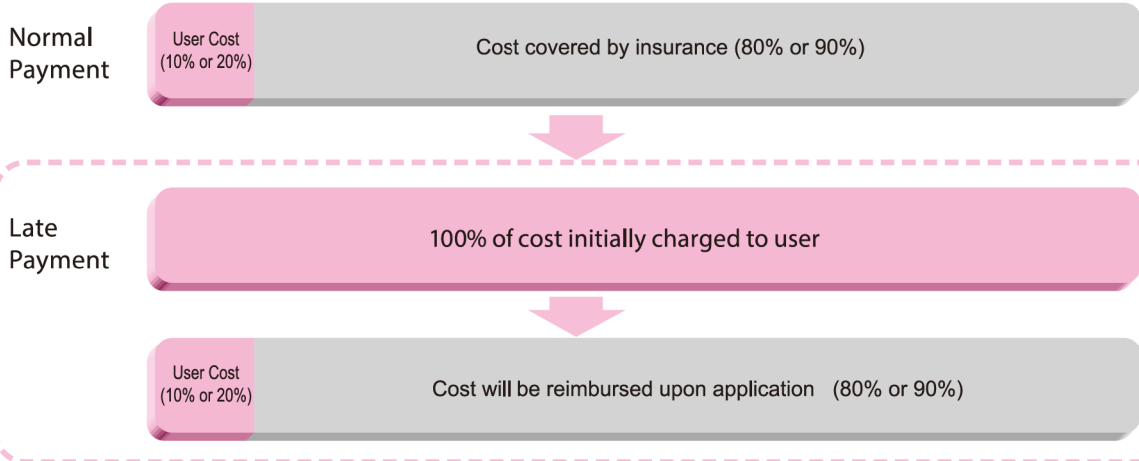 Normal
Payment
User Cost
(10% or 20%)
Cost covered by insurance (80% or 90%)
Late
Payment
100% of cost initially charged to user
User Cost
(10% or 20%)
Cost will be reimbursed upon application (80% or 90%)